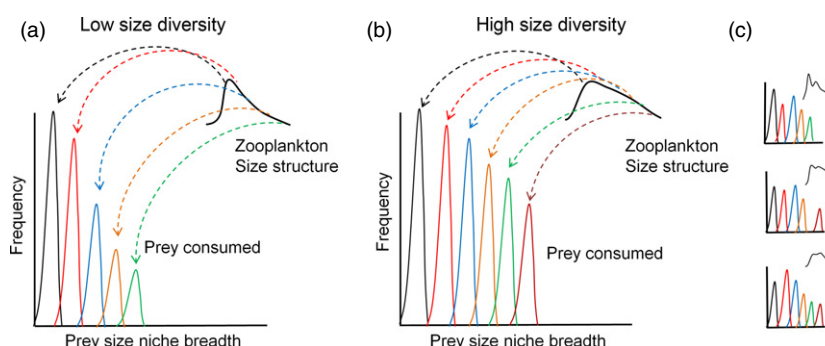 (a)
Low size diversity
Zooplankton
Size structure
Prey consumed
Frequency
Prey size niche breadth
(b)
High size diversity
Zooplankton
Size structure
Prey consumed
Frequency
Prey size niche breadth
(c)